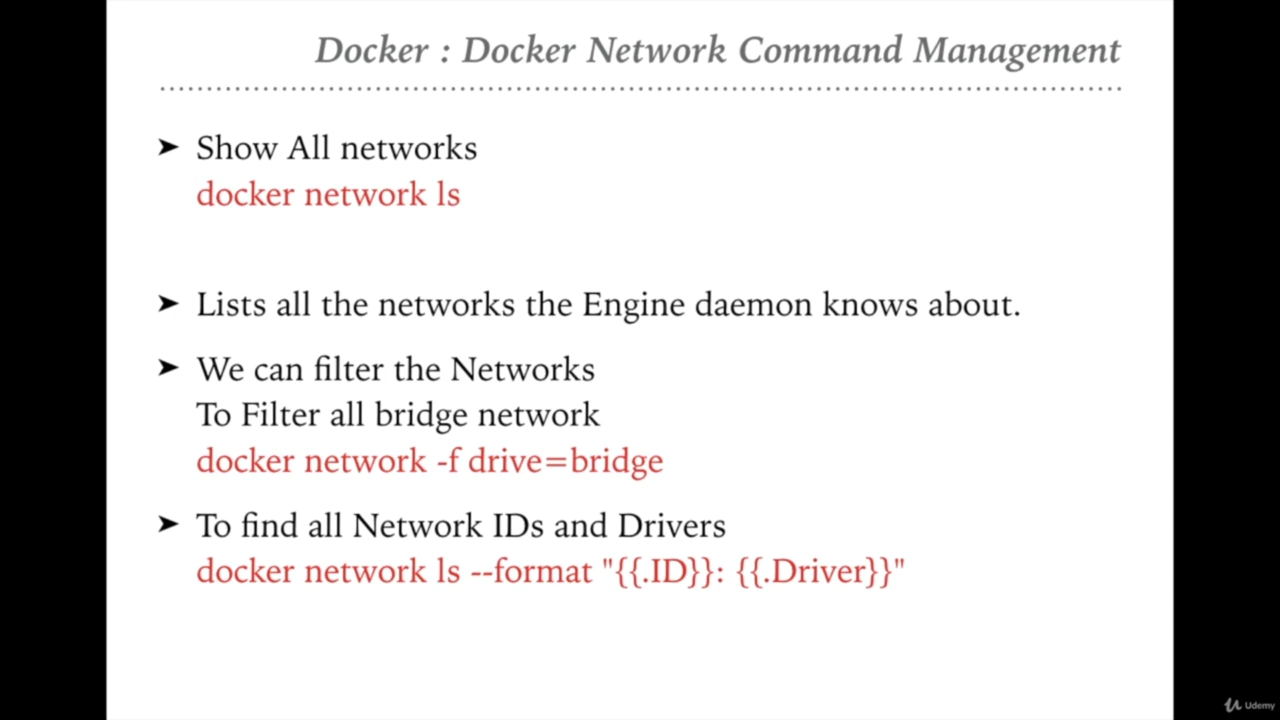 Docker : Docker Network Command Management
➤ Show All networks
docker network ls
➤ Lists all the networks the Engine daemon knows about.
➤ We can filter the Networks
To Filter all bridge network
docker network -f drive=bridge
➤ To find all Network IDs and Drivers
docker network ls --format "{{.ID}}: {{.Driver}}"
Udemy